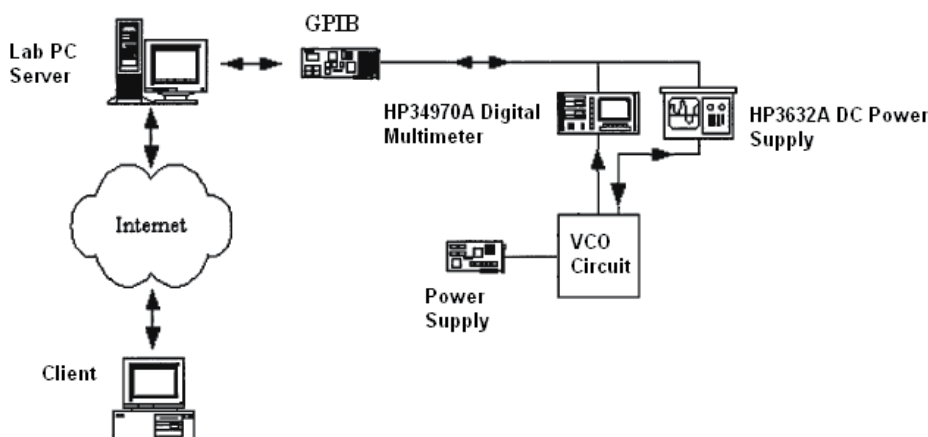 GPIB
Lab PC
Server
HP34970A Digital
Multimeter
HP3632A DC Power
Supply
Internet
VCO
Circuit
Power
Supply
Client